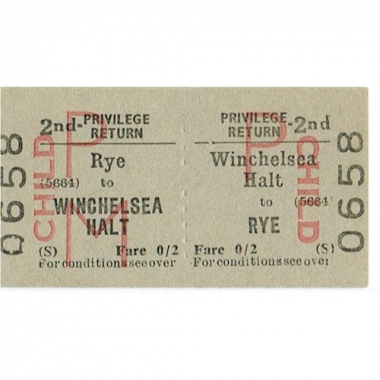 0658
CHILD
P
M
2nd- PRIVILEGE
RETURN
Rye
(5664) to
WINCHELSEA
HALT
(S) Fare 0/2
For conditions see over
PRIVILEGE -2nd
RETURN
P
CHILD
Winchelsea
Halt
to (5664
RYE
Fare 0/2 (S)
For conditions see over
0658